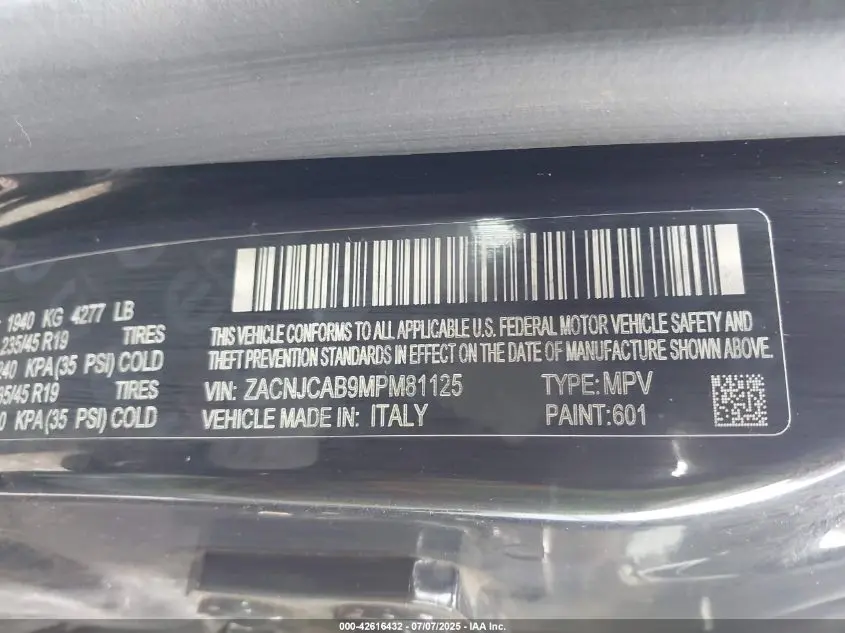 1940 KG 4277 LB
235/45 R19 TIRES
KPA(35 PSI) COLD
/45 R19 TIRES
KPA(35 PSI) COLD
THIS VEHICLE CONFORMS TO ALL APPLICABLE U.S. FEDERAL MOTOR VEHICLE SAFETY AND
THEFT PREVENTION STANDARDS IN EFFECT ON THE DATE OF MANUFACTURE SHOWN ABOVE.
VIN: ZACNJCAB9MPM81125 TYPE:MPV
VEHICLE MADE IN: ITALY PAINT:601
000-42616432 - 07/07/2025 - IAA Inc.